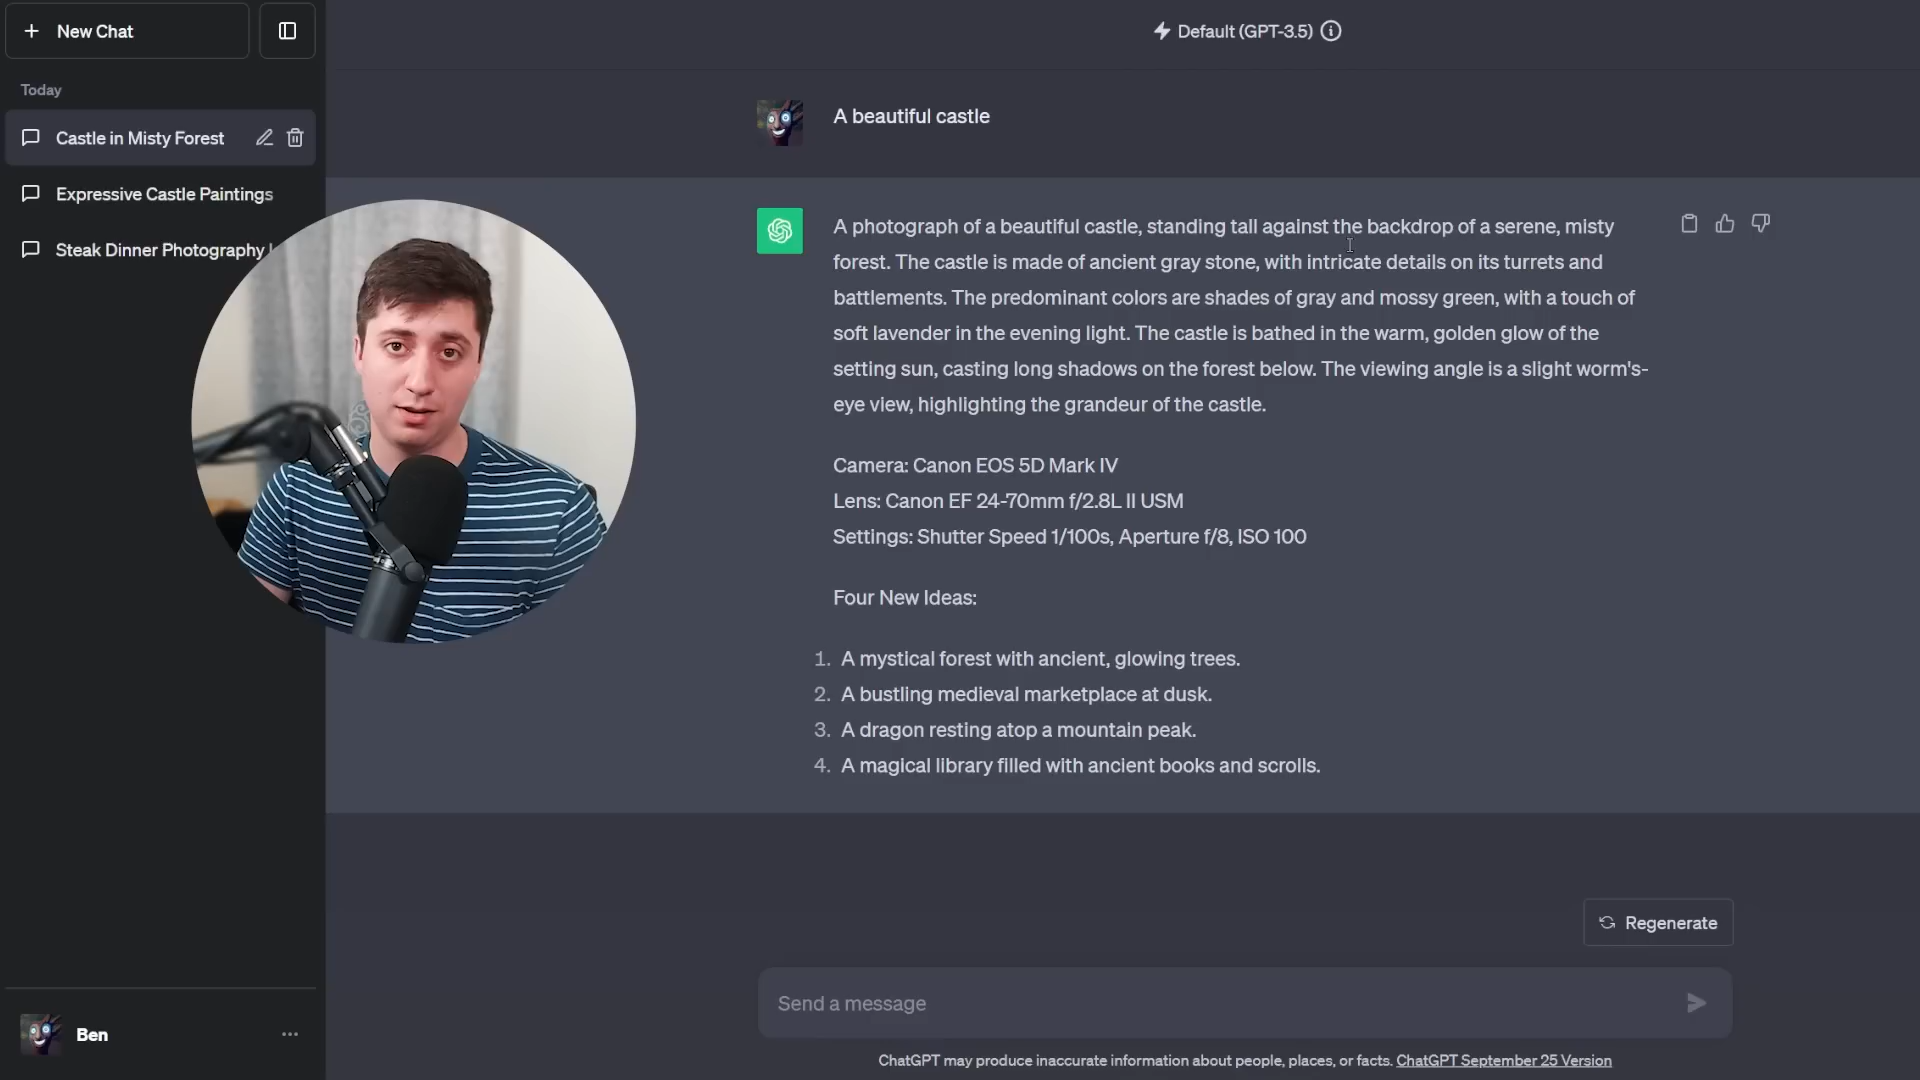 New Chat
Default (GPT-3.5)
Today
Castle in Misty Forest
Expressive Castle Paintings
Steak Dinner Photography
A beautiful castle
A photograph of a beautiful castle, standing tall against the backdrop of a serene, misty
forest. The castle is made of ancient gray stone, with intricate details on its turrets and
battlements. The predominant colors are shades of gray and mossy green, with a touch of
soft lavender in the evening light. The castle is bathed in the warm, golden glow of the
setting sun, casting long shadows on the forest below. The viewing angle is a slight worm's-
eye view, highlighting the grandeur of the castle.
Camera: Canon EOS 5D Mark IV
Lens: Canon EF 24-70mm f/2.8L II USM
Settings: Shutter Speed 1/100s, Aperture f/8, ISO 100
Four New Ideas:
1. A mystical forest with ancient, glowing trees.
2. A bustling medieval marketplace at dusk.
3. A dragon resting atop a mountain peak.
4. A magical library filled with ancient books and scrolls.
Regenerate
Send a message
Ben
ChatGPT may produce inaccurate information about people, places, or facts. ChatGPT September 25 Version